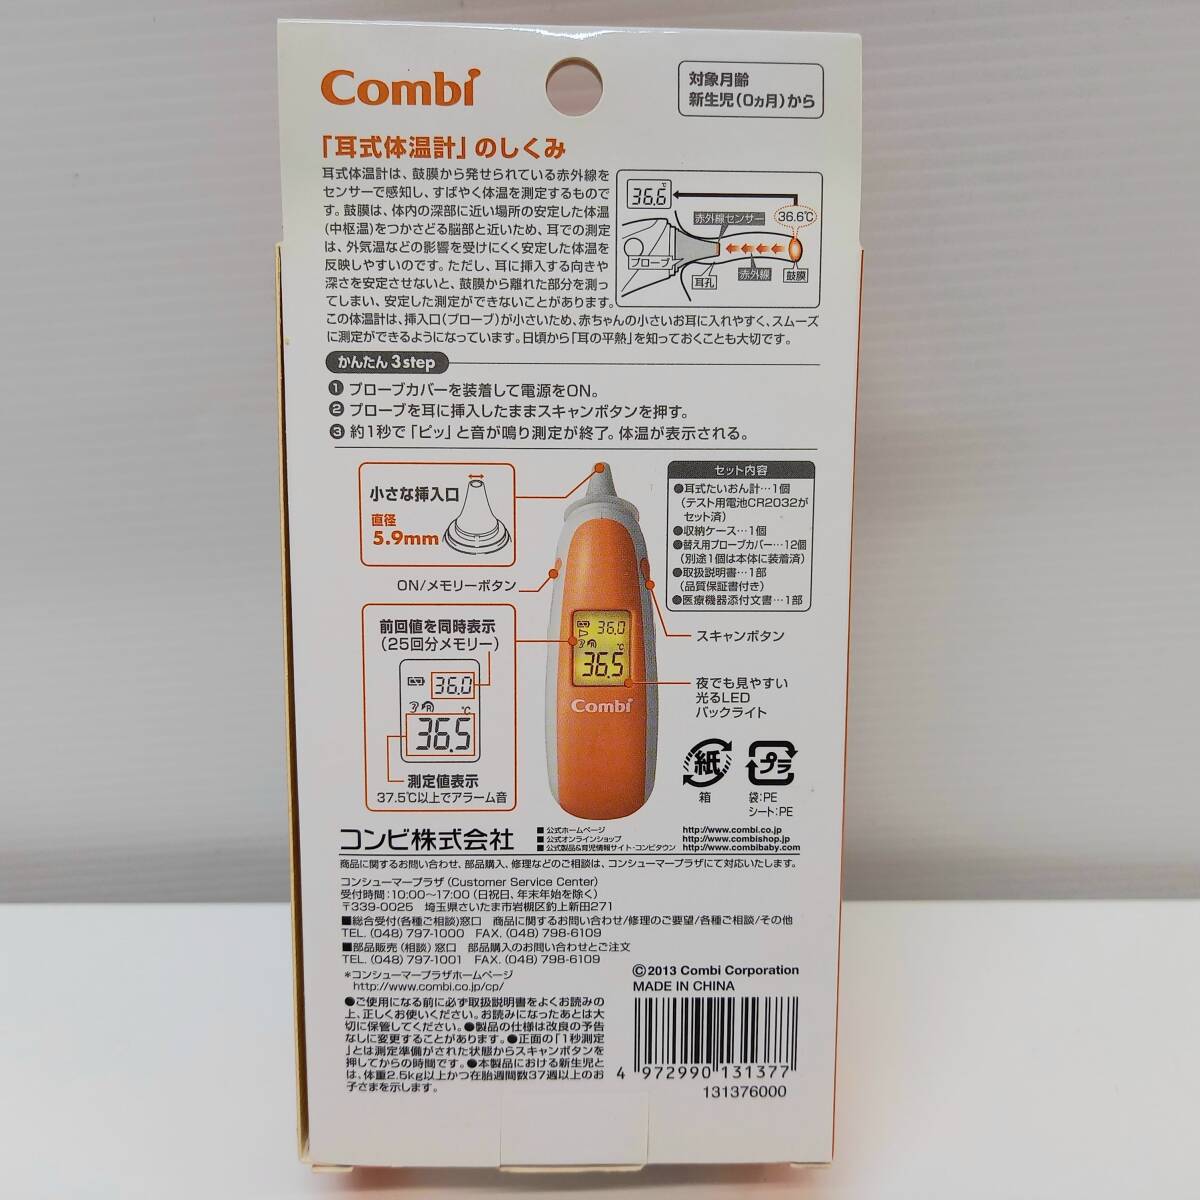 Combi
対象月齢
新生児(0ヵ月)から
「耳式体温計」のしくみ
耳式体温計は、鼓膜から発せられている赤外線を
センサーで感知し、すばやく体温を測定するもので
す。鼓膜は、体内の深部に近い場所の安定した体温
(中枢温)をつかさどる脳部と近いため、耳での測定
は、外気温などの影響を受けにくく安定した体温を
反映しやすいのです。ただし、耳に挿入する向きや
深さを安定させないと、鼓膜から離れた部分を測っ
てしまい、安定した測定ができないことがあります。
この体温計は、挿入口(プローブ)が小さいため、赤ちゃんの小さいお耳に入れやすく、スムーズ
に測定ができるようになっています。日頃から「耳の平熱」を知っておくことも大切です。
36.6℃
赤外線センサー
36.6℃
プローブ
耳孔
赤外線
鼓膜
かんたん3step
❶ プローブカバーを装着して電源をON。
❷ プローブを耳に挿入したままスキャンボタンを押す。
❸ 約1秒で「ピッ」と音が鳴り測定が終了。体温が表示される。
小さな挿入口
直径
5.9mm
ON/メモリーボタン
前回値を同時表示
(25回分メモリー)
36.0
℃
36.5
測定値表示
37.5℃以上でアラーム音
36.0
℃
36.5
Combi
セット内容
●耳式たいおん計…1個
(テスト用電池CR2032が
セット済)
●収納ケース…1個
●替え用プローブカバー…12個
(別途1個は本体に装着済)
●取扱説明書…1部
(品質保証書付き)
●医療機器添付文書…1部
スキャンボタン
夜でも見やすい
光るLED
バックライト
紙
箱
プラ
袋:PE
シート:PE
コンビ株式会社
■公式ホームページ http://www.combi.co.jp
■公式オンラインショップ http://www.combishop.jp
■公式製品&育児情報サイト・コンビタウン http://www.combibaby.com
商品に関するお問い合わせ、部品購入、修理などのご相談は、コンシューマープラザにて対応いたします。
コンシューマープラザ(Customer Service Center)
受付時間:10:00〜17:00(日祝日、年末年始を除く)
〒339-0025 埼玉県さいたま市岩槻区釣上新田271
■総合受付(各種ご相談)窓口 商品に関するお問い合わせ/修理のご要望/各種ご相談/その他
TEL. (048) 797-1000 FAX. (048) 798-6109
■部品販売(相談)窓口 部品購入のお問い合わせとご注文
TEL. (048) 797-1001 FAX. (048) 798-6109
*コンシューマープラザホームページ
http://www.combi.co.jp/cp/
●ご使用になる前に必ず取扱説明書をよくお読みの
上、正しくお使いください。お読みになったあとは大
切に保管してください。●製品の仕様は改良の予告
なしに変更することがあります。●正面の「1秒測定
」とは測定準備がされた状態からスキャンボタンを
押してからの時間です。●本製品における新生児と
は、体重2.5kg以上かつ在胎週間数37週以上のお
子さまを示します。
©2013 Combi Corporation
MADE IN CHINA
4 972990 131377
131376000